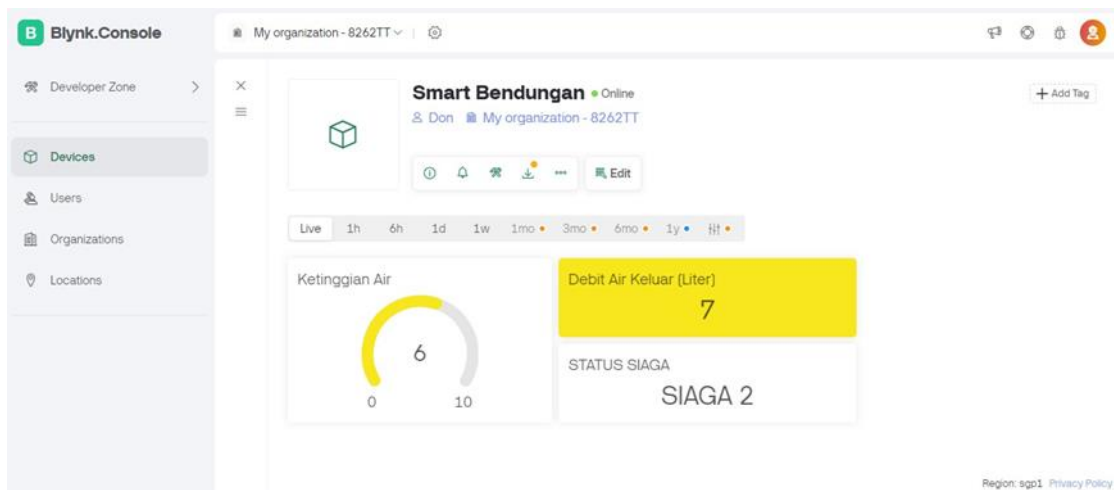 B Blynk.Console
My organization - 8262TT
Developer Zone
Devices
Users
Organizations
Locations
Smart Bendungan Online
Don My organization - 8262TT
Edit
+ Add Tag
Live 1h 6h 1d 1w 1mo 3mo 6mo 1y
Ketinggian Air
6
0 10
Debit Air Keluar (Liter)
7
STATUS SIAGA
SIAGA 2
Region: sgp1 Privacy Policy